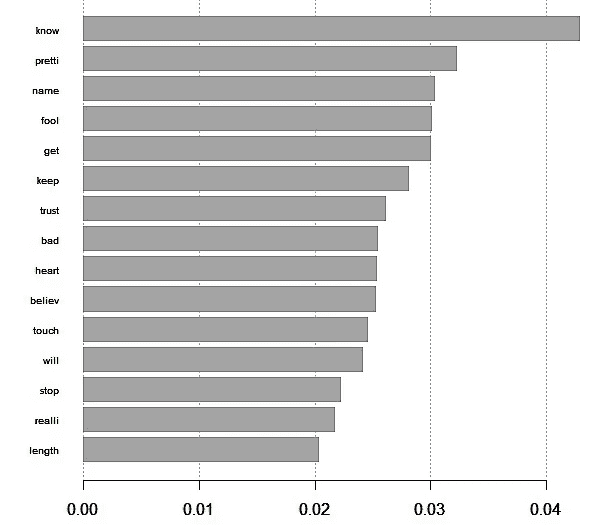 know
pretti
name
fool
get
keep
trust
bad
heart
believ
touch
will
stop
realli
length
0.00 0.01 0.02 0.03 0.04